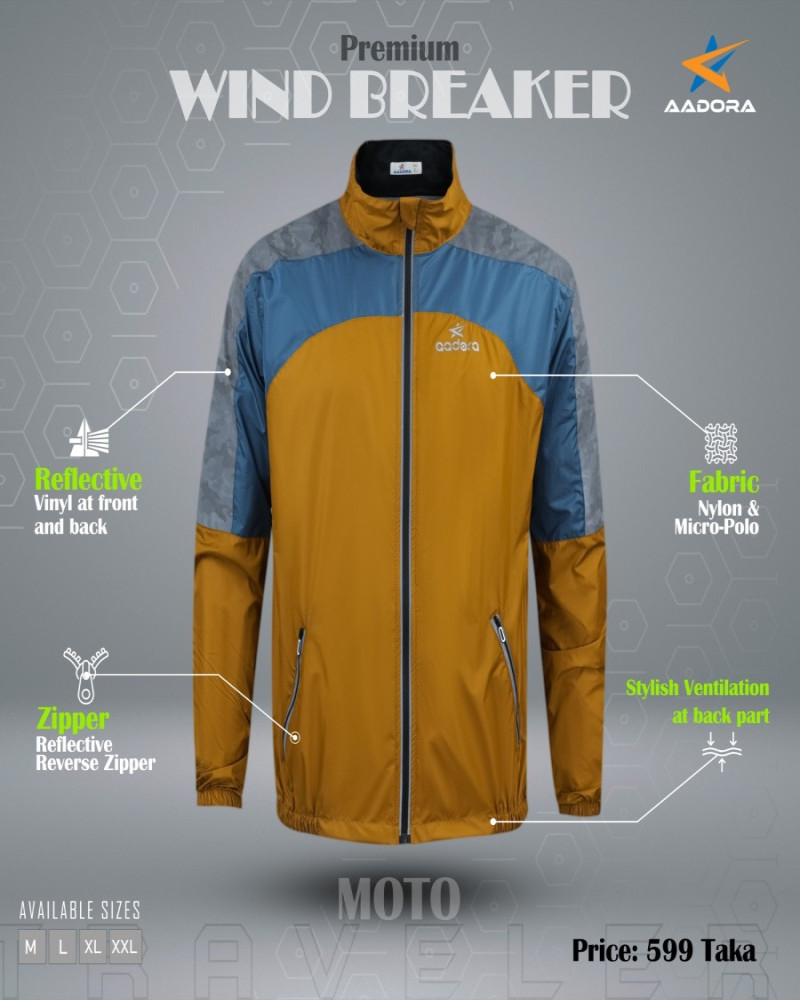 Premium
WIND BREAKER
AADORA
AADORA
aadora
Reflective
Vinyl at front
and back
Fabric
Nylon &
Micro-Polo
Zipper
Reflective
Reverse Zipper
Stylish Ventilation
at back part
MOTO
TRAVELER
AVAILABLE SIZES
M L XL XXL
Price: 599 Taka